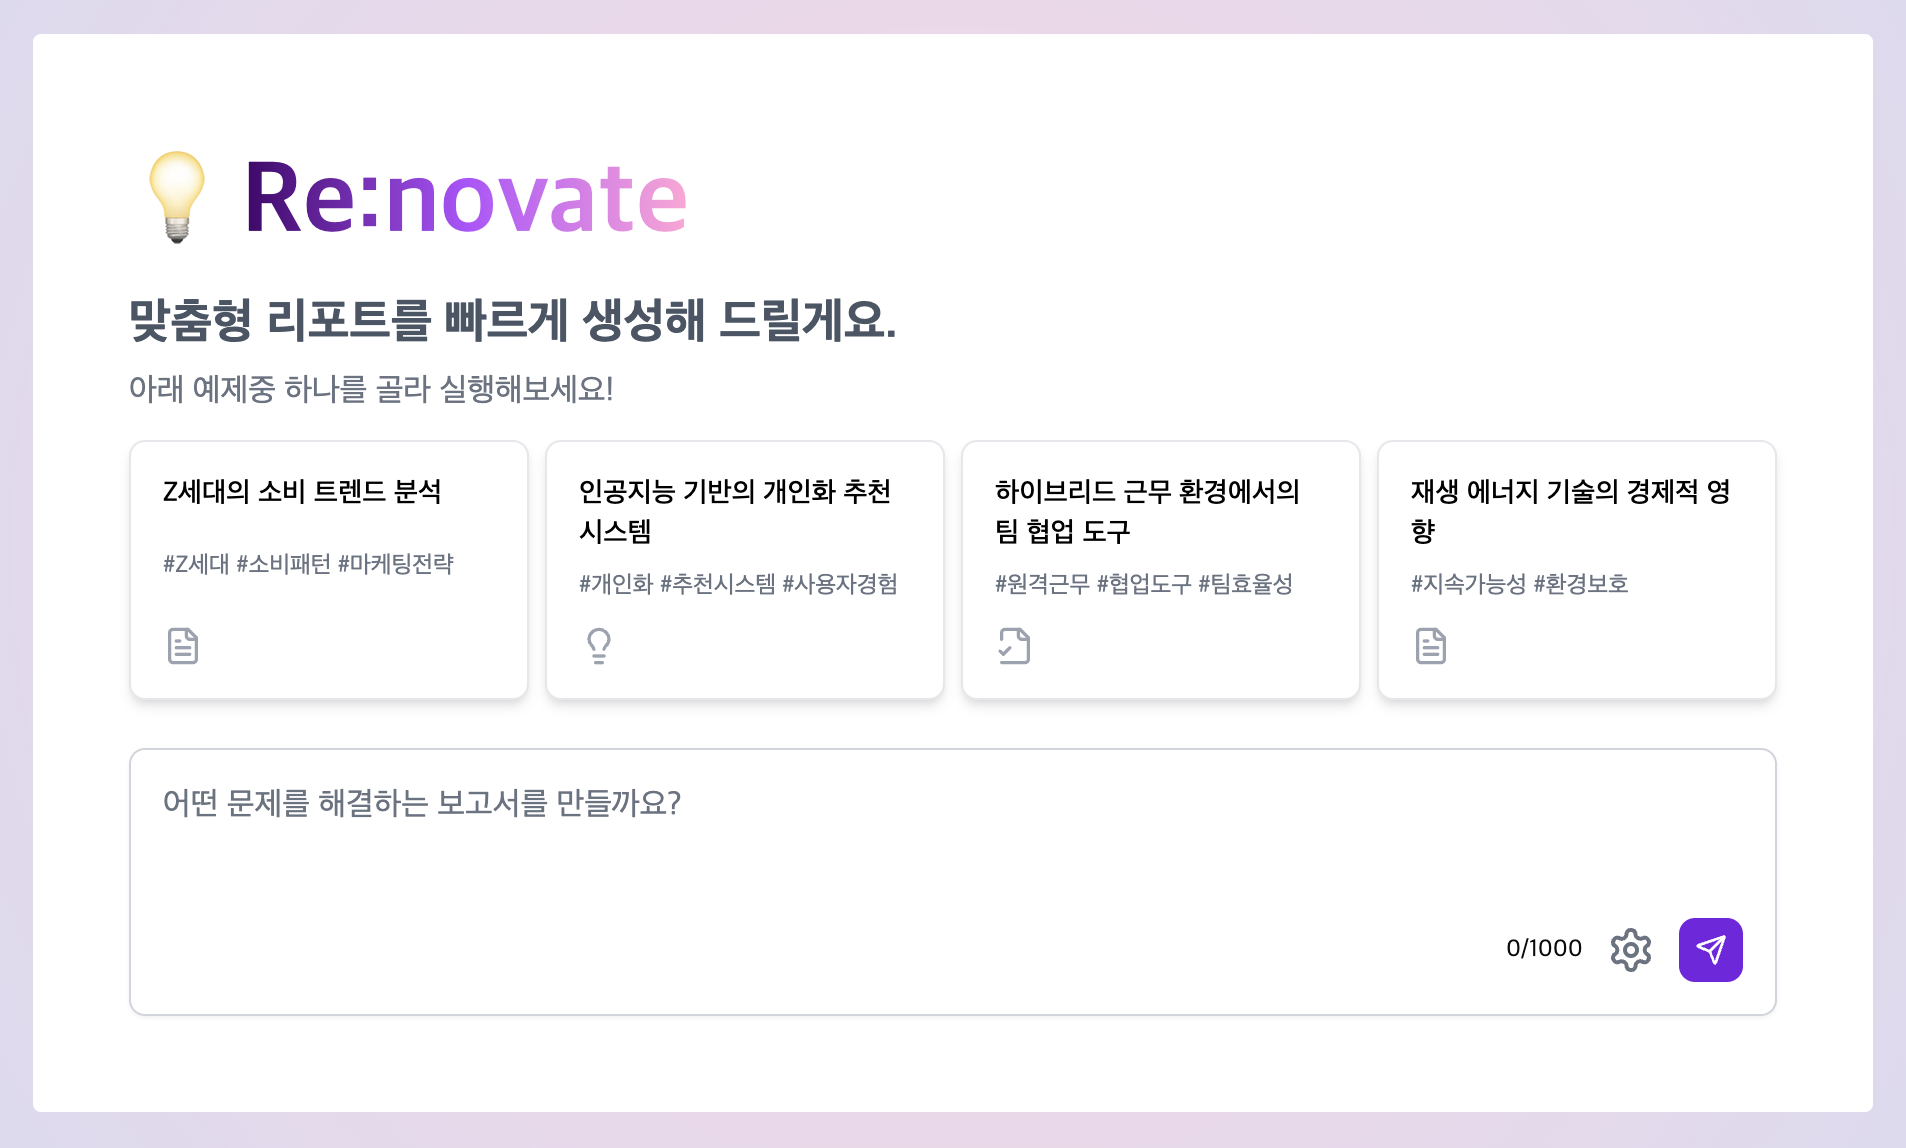 Re:novate
맞춤형 리포트를 빠르게 생성해 드릴게요.
아래 예제중 하나를 골라 실행해보세요!
Z세대의 소비 트렌드 분석
#Z세대 #소비패턴 #마케팅전략
인공지능 기반의 개인화 추천
시스템
#개인화 #추천시스템 #사용자경험
하이브리드 근무 환경에서의
팀 협업 도구
#원격근무 #협업도구 #팀효율성
재생 에너지 기술의 경제적 영
향
#지속가능성 #환경보호
어떤 문제를 해결하는 보고서를 만들까요?
0/1000